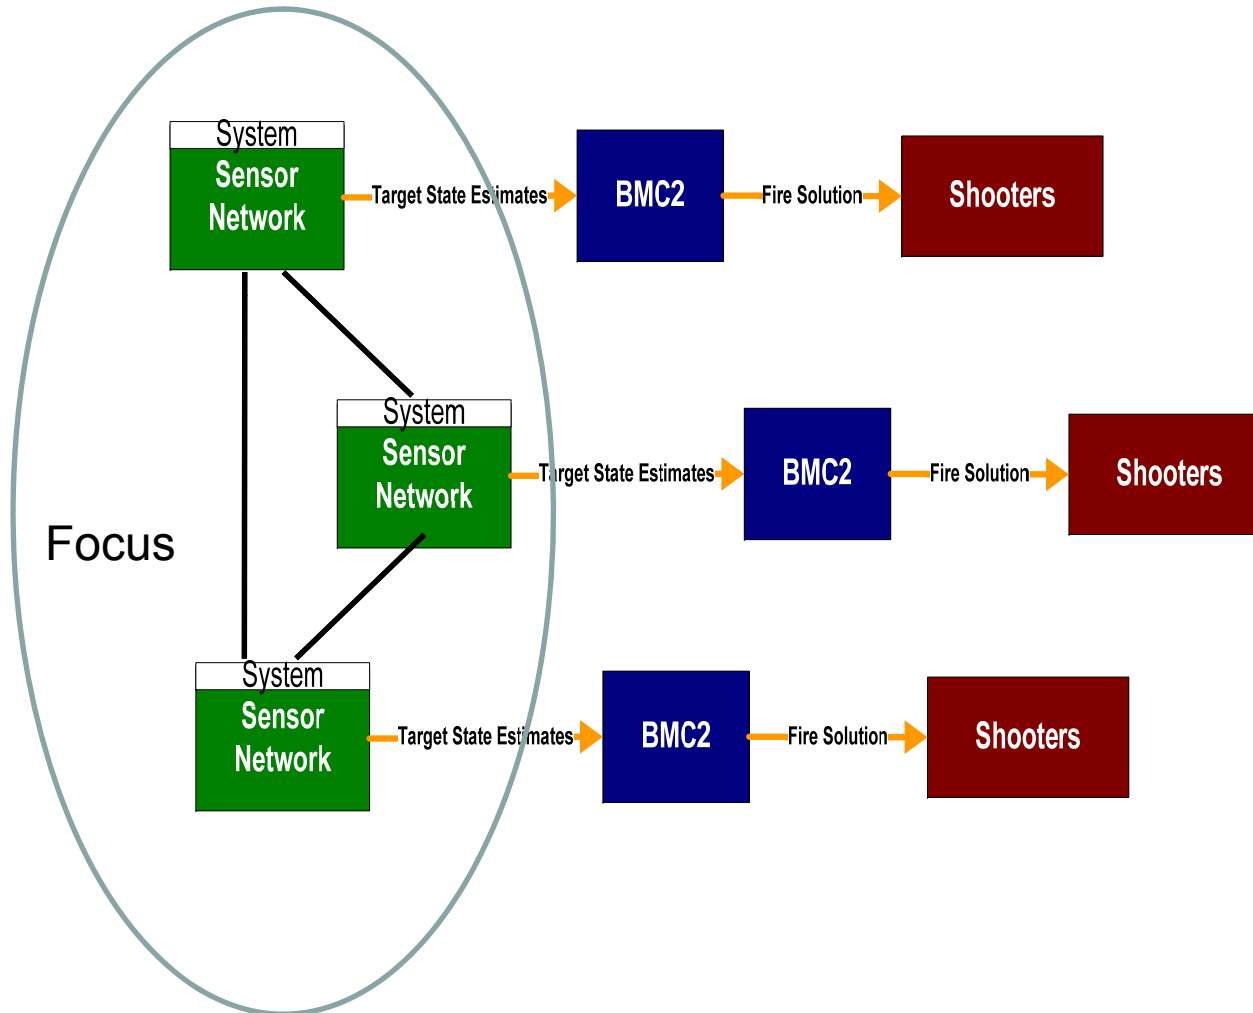 System
Sensor
Network
Target State Estimates
BMC2
Fire Solution
Shooters
System
Sensor
Network
Target State Estimates
BMC2
Fire Solution
Shooters
Focus
System
Sensor
Network
Target State Estimates
BMC2
Fire Solution
Shooters